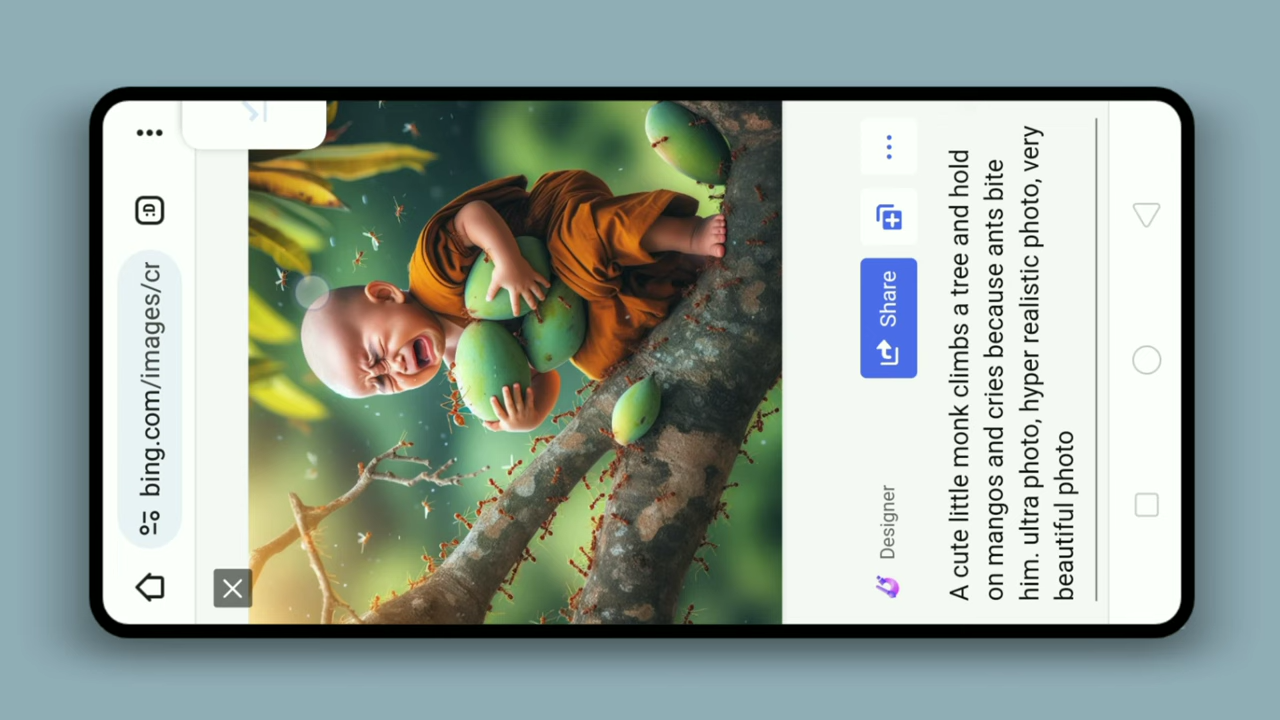 :D
bing.com/images/cr
Designer
Share
A cute little monk climbs a tree and hold
on mangos and cries because ants bite
him. ultra photo, hyper realistic photo, very
beautiful photo